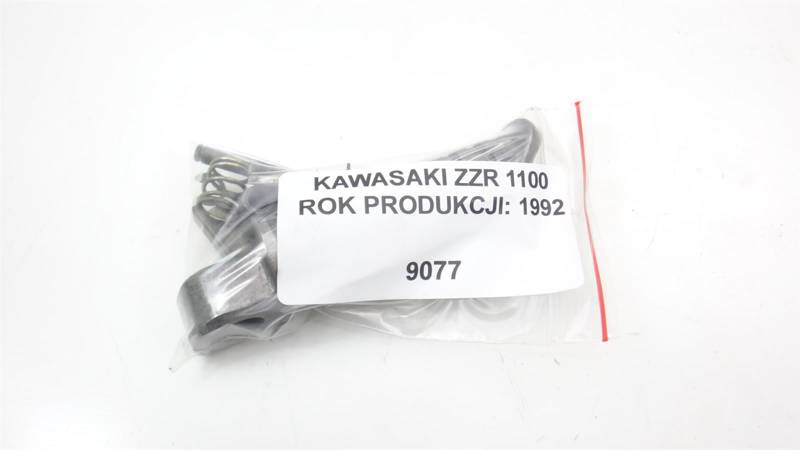 KAWASAKI ZZR 1100
ROK PRODUKCJI: 1992
9077